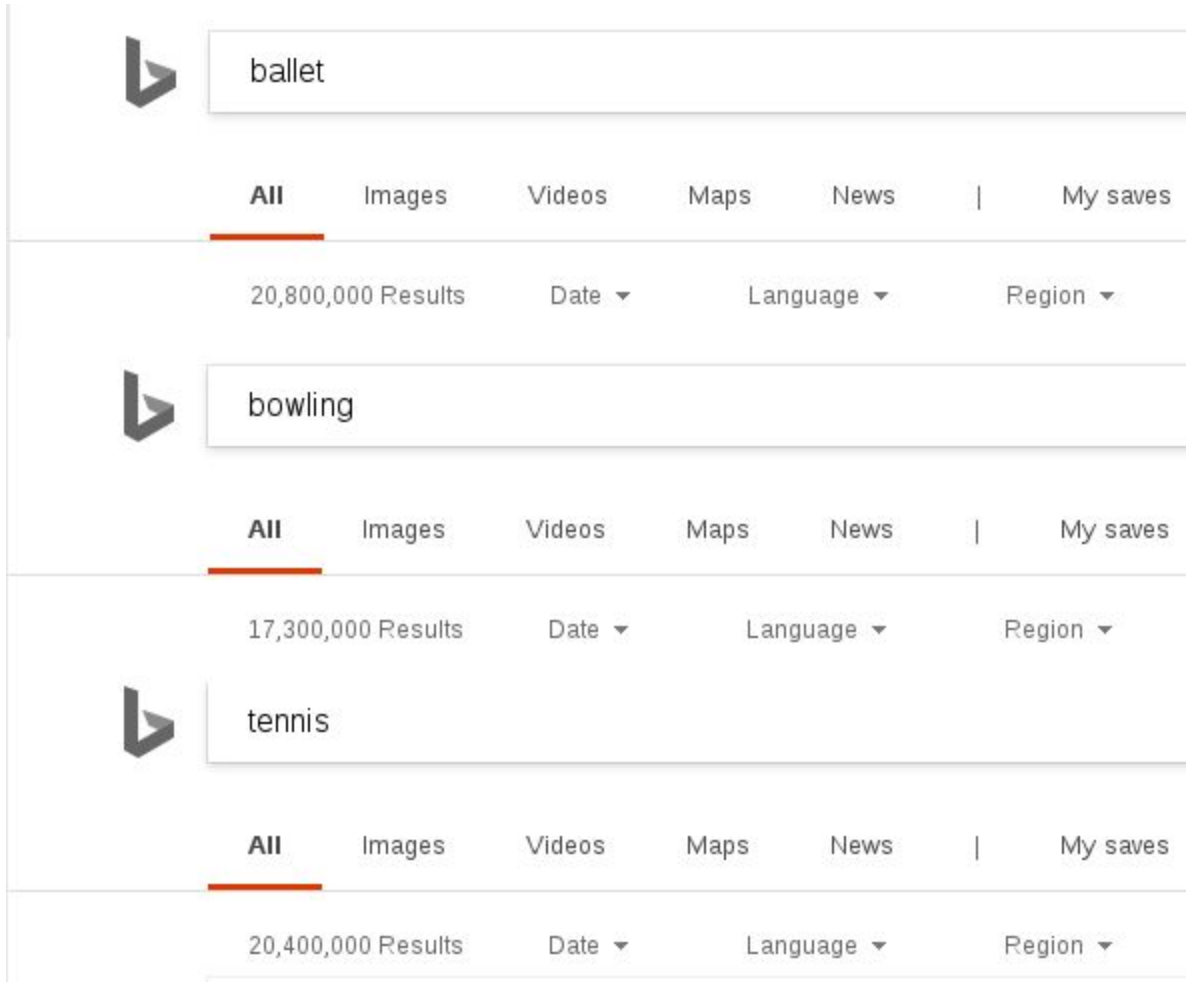 ballet
All Images Videos Maps News | My saves
20,800,000 Results Date Language Region
bowling
All Images Videos Maps News | My saves
17,300,000 Results Date Language Region
tennis
All Images Videos Maps News | My saves
20,400,000 Results Date Language Region